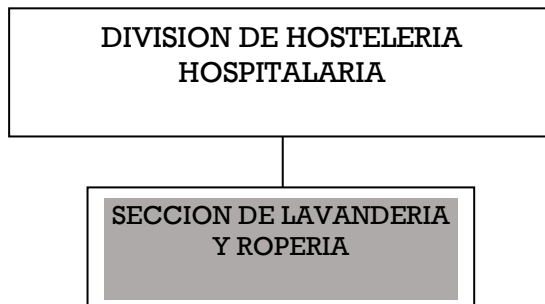 DIVISION DE HOSTELERIA
HOSPITALARIA
SECCION DE LAVANDERIA
Y ROPERIA